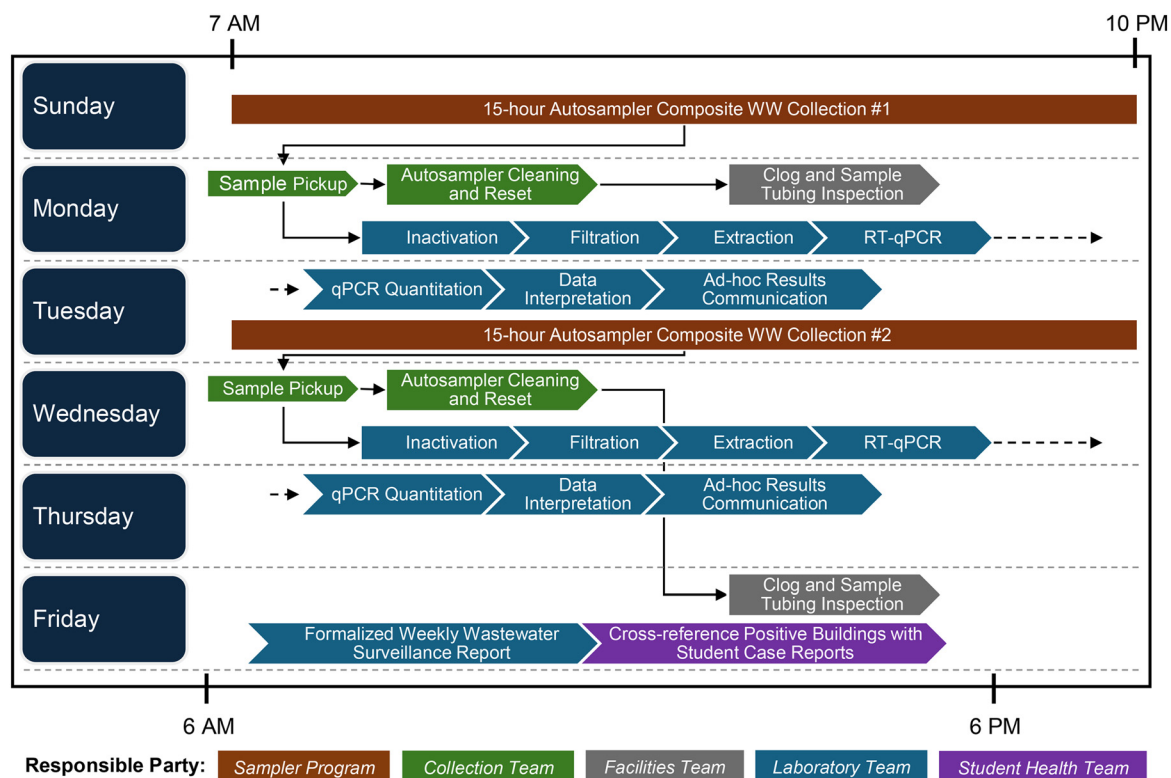 7 AM
10 PM
Sunday
15-hour Autosampler Composite WW Collection #1
Monday
Sample Pickup
Autosampler Cleaning
and Reset
Clog and Sample
Tubing Inspection
Inactivation
Filtration
Extraction
RT-qPCR
Tuesday
qPCR Quantitation
Data
Interpretation
Ad-hoc Results
Communication
15-hour Autosampler Composite WW Collection #2
Wednesday
Sample Pickup
Autosampler Cleaning
and Reset
Inactivation
Filtration
Extraction
RT-qPCR
Thursday
qPCR Quantitation
Data
Interpretation
Ad-hoc Results
Communication
Friday
Clog and Sample
Tubing Inspection
Formalized Weekly Wastewater
Surveillance Report
Cross-reference Positive Buildings with
Student Case Reports
6 AM
6 PM
Responsible Party:
Sampler Program
Collection Team
Facilities Team
Laboratory Team
Student Health Team